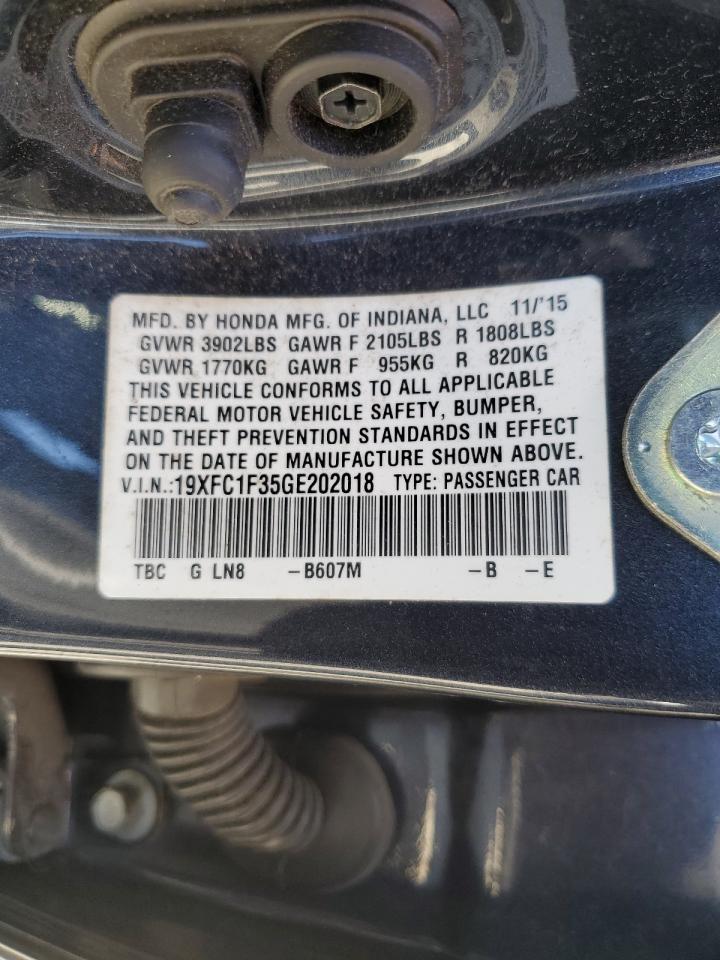 MFD. BY HONDA MFG. OF INDIANA, LLC 11/'15
GVWR 3902LBS GAWR F 2105LBS R 1808LBS
GVWR 1770KG GAWR F 955KG R 820KG
THIS VEHICLE CONFORMS TO ALL APPLICABLE
FEDERAL MOTOR VEHICLE SAFETY, BUMPER,
AND THEFT PREVENTION STANDARDS IN EFFECT
ON THE DATE OF MANUFACTURE SHOWN ABOVE.
V.I.N.:19XFC1F35GE202018 TYPE: PASSENGER CAR
TBC G LN8 -B607M -B -E